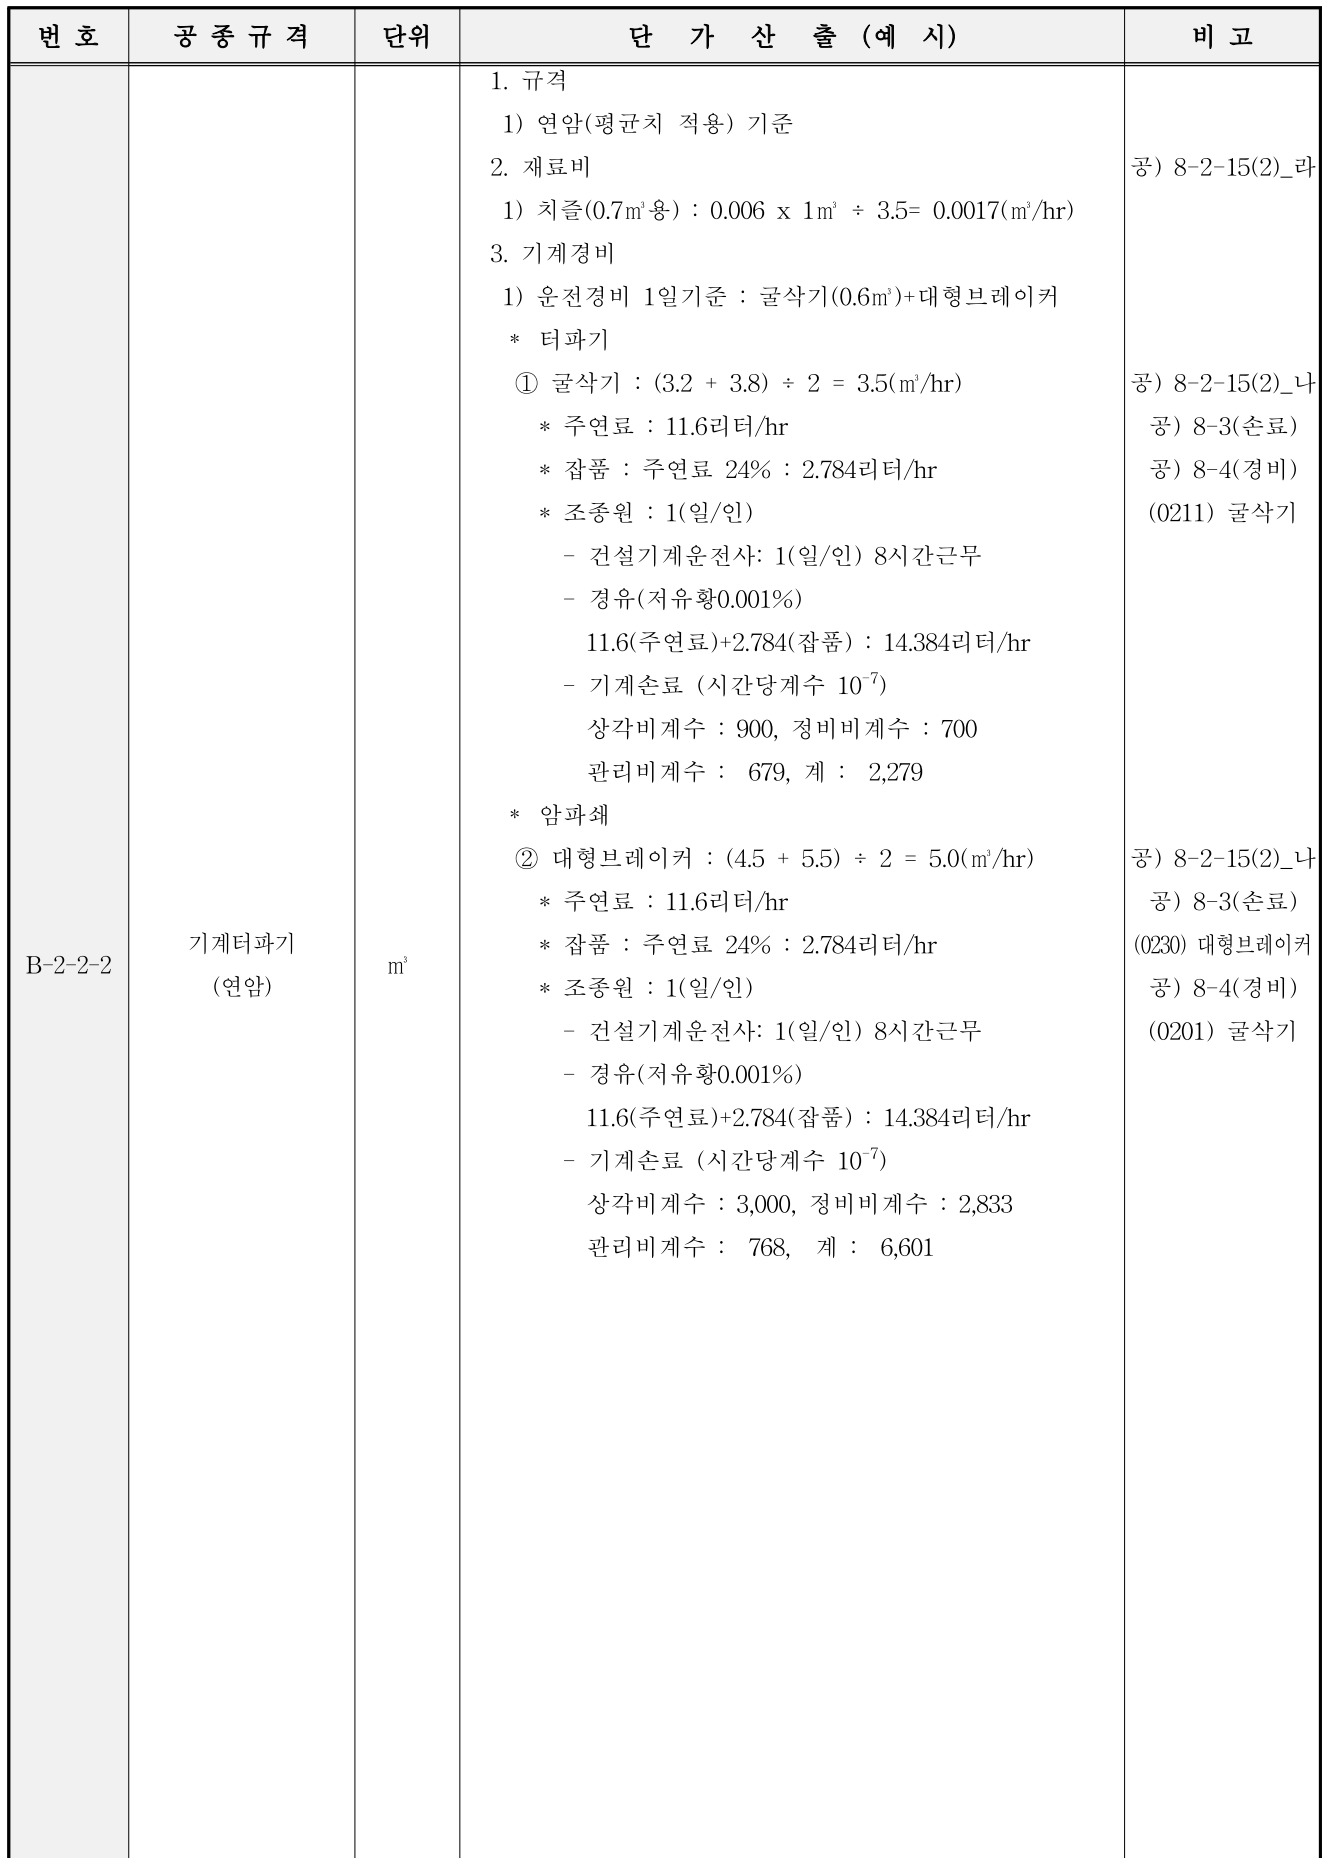 번 호 공 종 규 격 단위 단 가 산 출 (예 시) 비 고
1. 규격
1) 연암(평균치 적용) 기준
2. 재료비 공) 8-2-15(2)_라
1) 치즐(0.7㎥용) : 0.006 x 1㎥ ÷ 3.5= 0.0017(㎥/hr)
3. 기계경비
1) 운전경비 1일기준 : 굴삭기(0.6㎥)+대형브레이커
* 터파기
① 굴삭기 : (3.2 + 3.8) ÷ 2 = 3.5(㎥/hr) 공) 8-2-15(2)_나
* 주연료 : 11.6리터/hr 공) 8-3(손료)
* 잡품 : 주연료 24% : 2.784리터/hr 공) 8-4(경비)
* 조종원 : 1(일/인) (0211) 굴삭기
- 건설기계운전사: 1(일/인) 8시간근무
- 경유(저유황0.001%)
11.6(주연료)+2.784(잡품) : 14.384리터/hr
- 기계손료 (시간당계수 10⁻⁷)
상각비계수 : 900, 정비비계수 : 700
관리비계수 : 679, 계 : 2,279
* 암파쇄
② 대형브레이커 : (4.5 + 5.5) ÷ 2 = 5.0(㎥/hr) 공) 8-2-15(2)_나
* 주연료 : 11.6리터/hr 공) 8-3(손료)
* 잡품 : 주연료 24% : 2.784리터/hr (0230) 대형브레이커
B-2-2-2 기계터파기 ㎥
(연암)
* 조종원 : 1(일/인) 공) 8-4(경비)
- 건설기계운전사: 1(일/인) 8시간근무 (0201) 굴삭기
- 경유(저유황0.001%)
11.6(주연료)+2.784(잡품) : 14.384리터/hr
- 기계손료 (시간당계수 10⁻⁷)
상각비계수 : 3,000, 정비비계수 : 2,833
관리비계수 : 768, 계 : 6,601